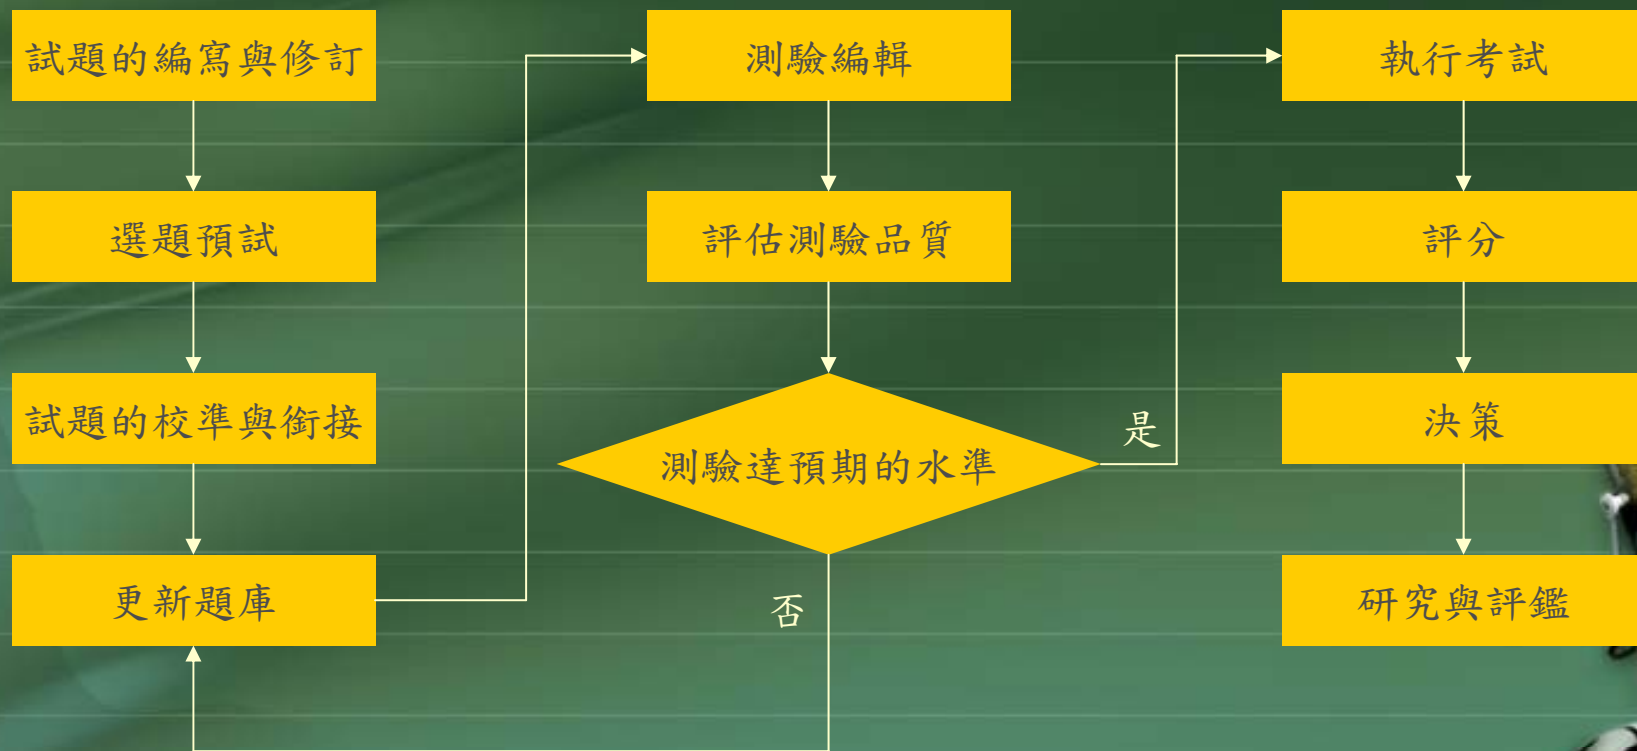 試題的編寫與修訂
選題預試
試題的校準與銜接
更新題庫
測驗編輯
評估測驗品質
測驗達預期的水準
是
否
執行考試
評分
決策
研究與評鑑